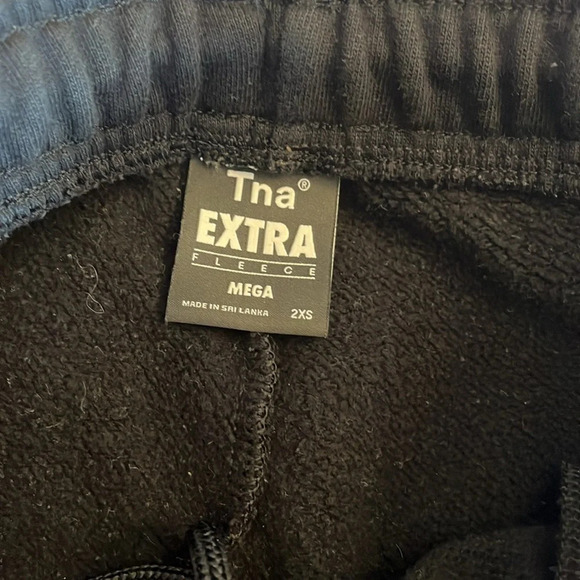 Tna®
EXTRA
FLEECE
MEGA
MADE IN SRI LANKA 2XS